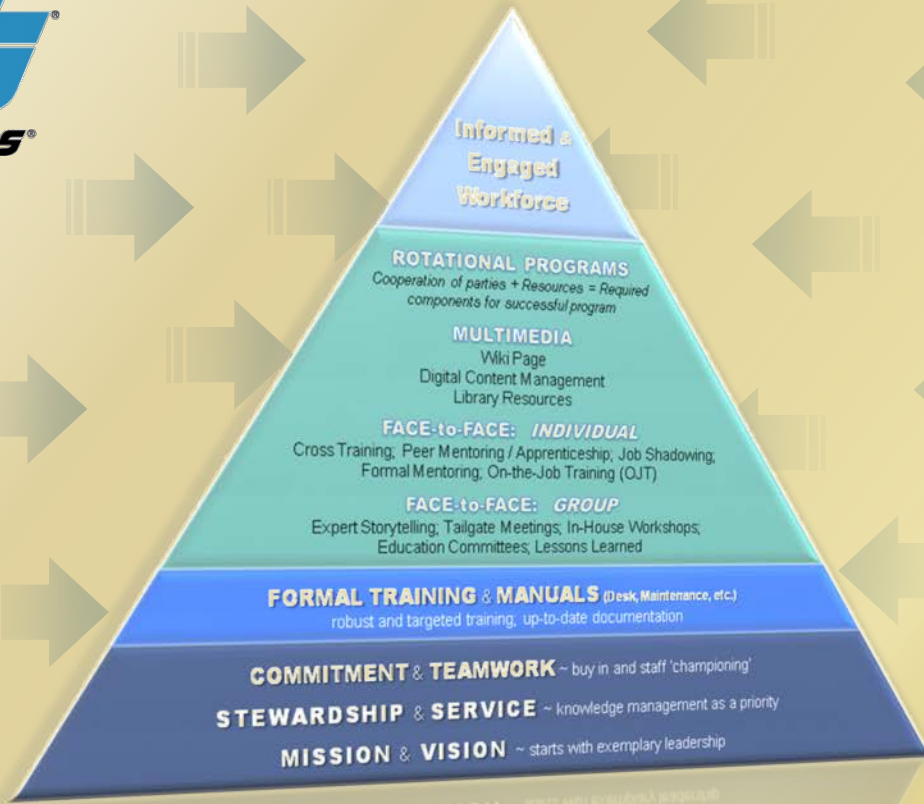 Informed &
Engaged
Workforce
ROTATIONAL PROGRAMS
Cooperation of parties + Resources = Required
components for successful program
MULTIMEDIA
Wiki Page
Digital Content Management
Library Resources
FACE-to-FACE: INDIVIDUAL
Cross Training; Peer Mentoring / Apprenticeship; Job Shadowing;
Formal Mentoring; On-the-Job Training (OJT)
FACE-to-FACE: GROUP
Expert Storytelling; Tailgate Meetings; In-House Workshops;
Education Committees; Lessons Learned
FORMAL TRAINING & MANUALS (Desk, Maintenance, etc.)
robust and targeted training; up-to-date documentation
COMMITMENT & TEAMWORK ~ buy in and staff 'championing'
STEWARDSHIP & SERVICE ~ knowledge management as a priority
MISSION & VISION ~ starts with exemplary leadership